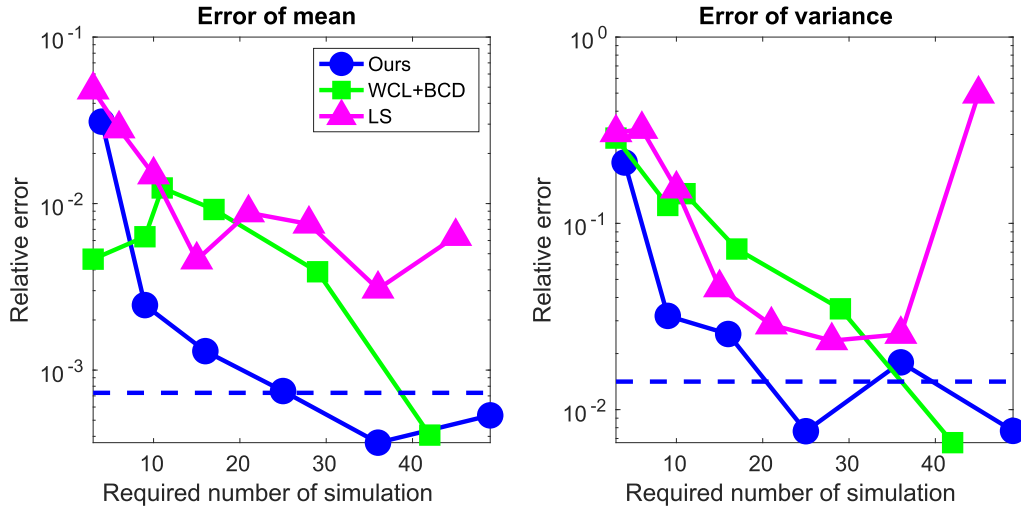 Error of mean
Relative error
10^-1
10^-2
10^-3
10
20
30
40
Required number of simulation
Ours
WCL+BCD
LS
Error of variance
Relative error
10^0
10^-1
10^-2
10
20
30
40
Required number of simulation